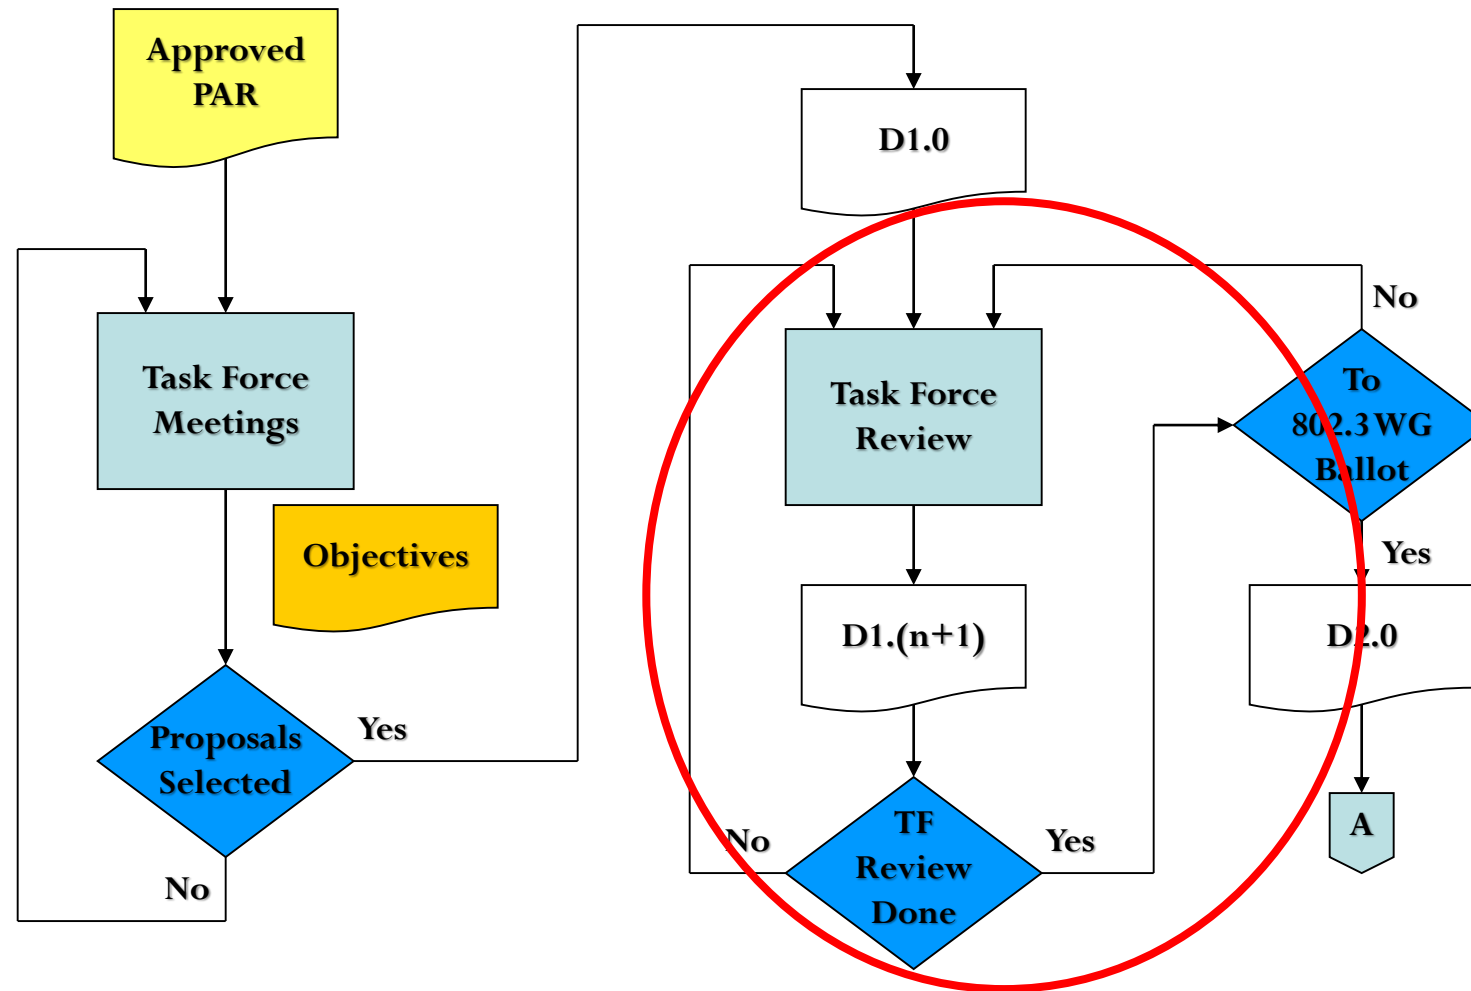 Approved
PAR
Task Force
Meetings
Objectives
Proposals
Selected
Yes
No
D1.0
Task Force
Review
D1.(n+1)
TF
Review
Done
No
Yes
To
802.3 WG
Ballot
No
Yes
D2.0
A